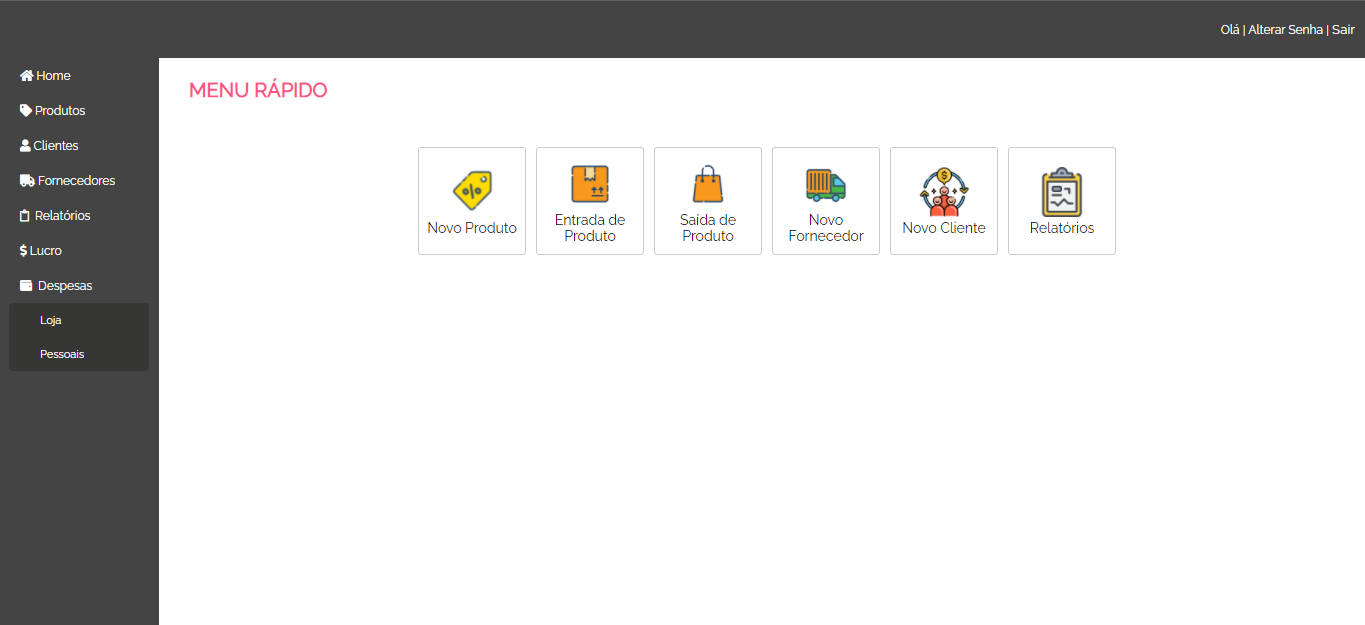 Olá | Alterar Senha | Sair
Home
Produtos
Clientes
Fornecedores
Relatórios
Lucro
Despesas
Loja
Pessoais
MENU RÁPIDO
Novo Produto
Entrada de
Produto
Saída de
Produto
Novo
Fornecedor
Novo Cliente
Relatórios